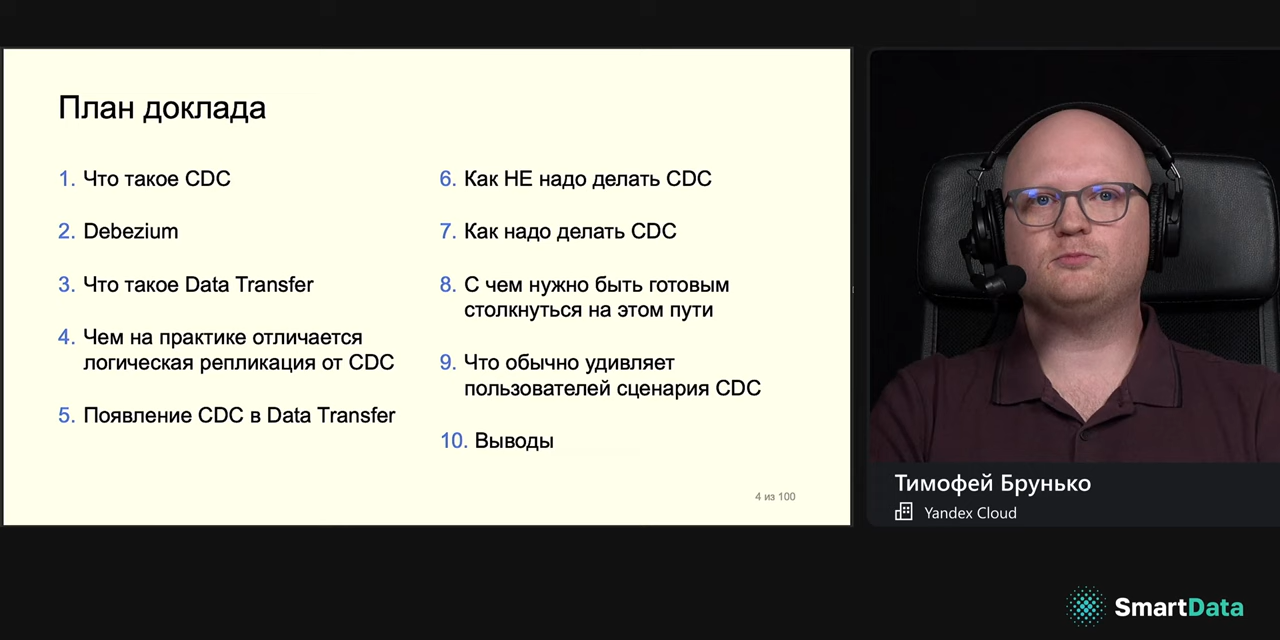 План доклада
1. Что такое CDC
2. Debezium
3. Что такое Data Transfer
4. Чем на практике отличается
логическая репликация от CDC
5. Появление CDC в Data Transfer
6. Как НЕ надо делать CDC
7. Как надо делать CDC
8. С чем нужно быть готовым
столкнуться на этом пути
9. Что обычно удивляет
пользователей сценария CDC
10. Выводы
4 из 100
Тимофей Брунько
Yandex Cloud
SmartData